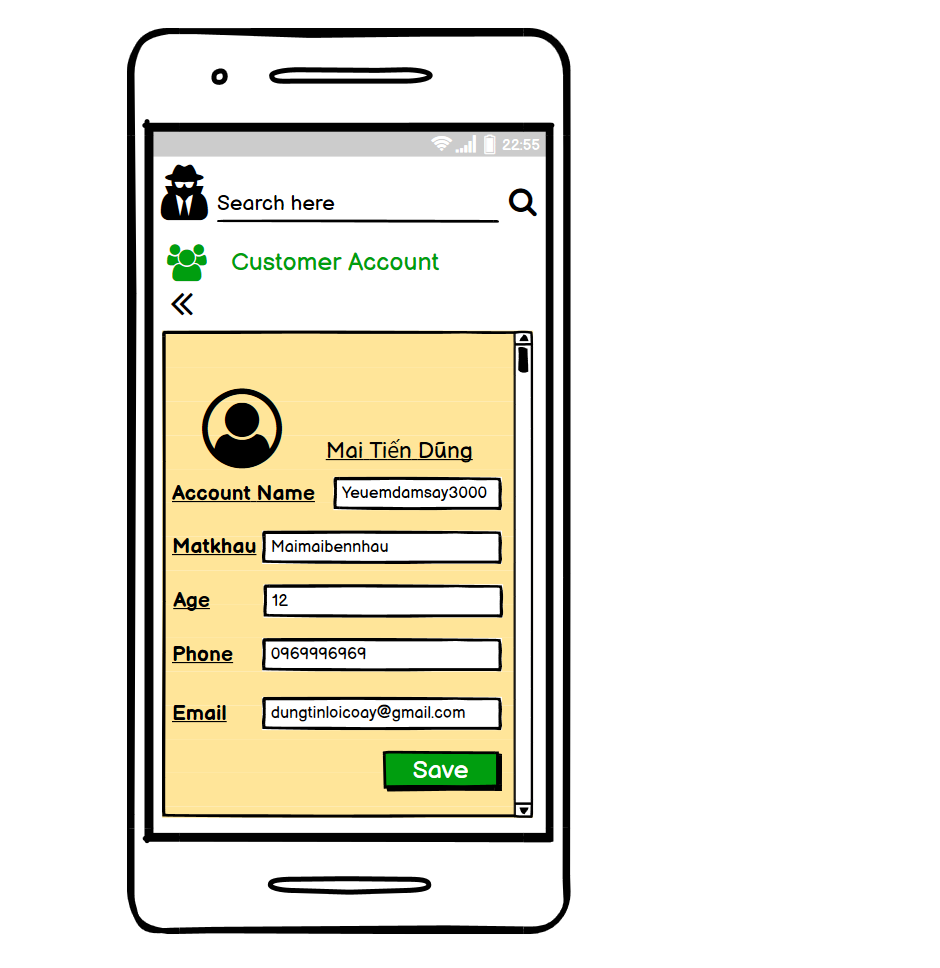 22:55
Search here
Customer Account
Mai Tiến Dũng
Account Name Yeuemdamsay3000
Matkhau Maimaibennhau
Age 12
Phone 0969996969
Email dungtinloicoay@gmail.com
Save